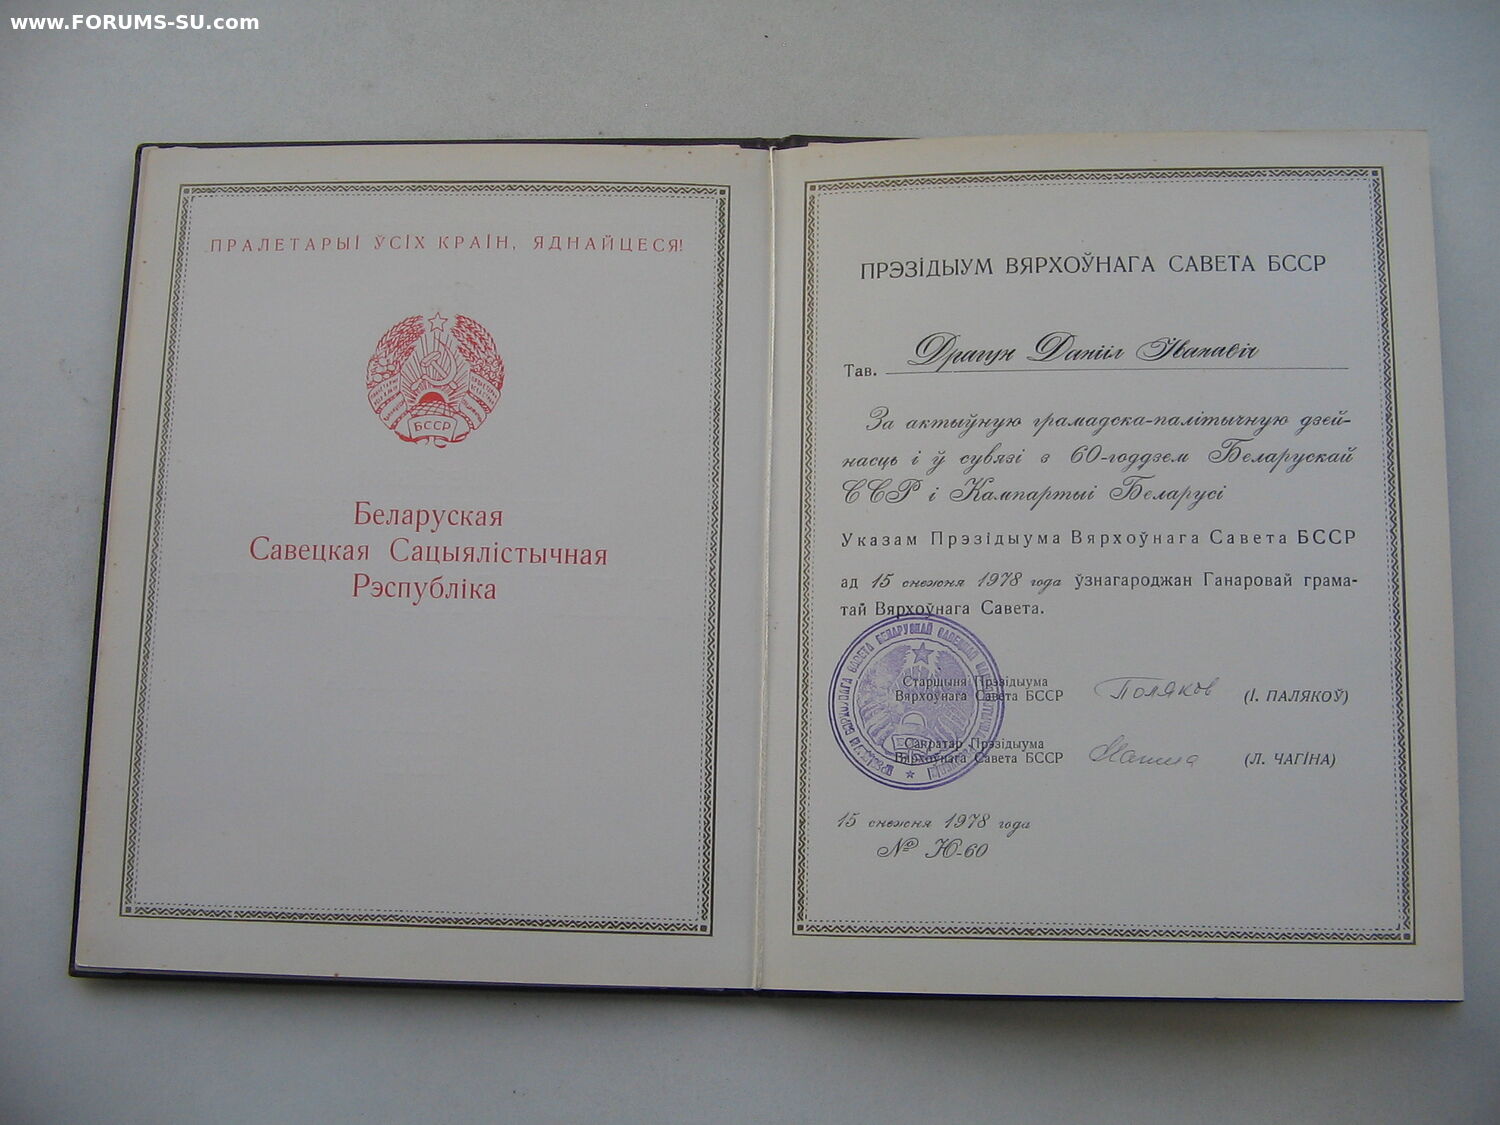 www.FORUMS-SU.com
ПРАЛЕТАРЫІ ЎСІХ КРАІН, ЯДНАЙЦЕСЯ!
БССР
Беларуская
Савецкая Сацыялістычная
Рэспубліка
ПРЭЗІДЫУМ ВЯРХОЎНАГА САВЕТА БССР
Тав. Драгун Данііл Іванавіч
За актыўную грамадска-палітычную дзей-
насць і ў сувязі з 60-годдзем Беларускай
ССР і Кампартыі Беларусі
Указам Прэзідыума Вярхоўнага Савета БССР
ад 15 снежня 1978 года ўзнагароджан Ганаровай грама-
тай Вярхоўнага Савета.
Старшыня Прэзідыума
Вярхоўнага Савета БССР Поляков (І. ПАЛЯКОЎ)
Сакратар Прэзідыума
Вярхоўнага Савета БССР (Л. ЧАГІНА)
15 снежня 1978 года
№ Ю-60